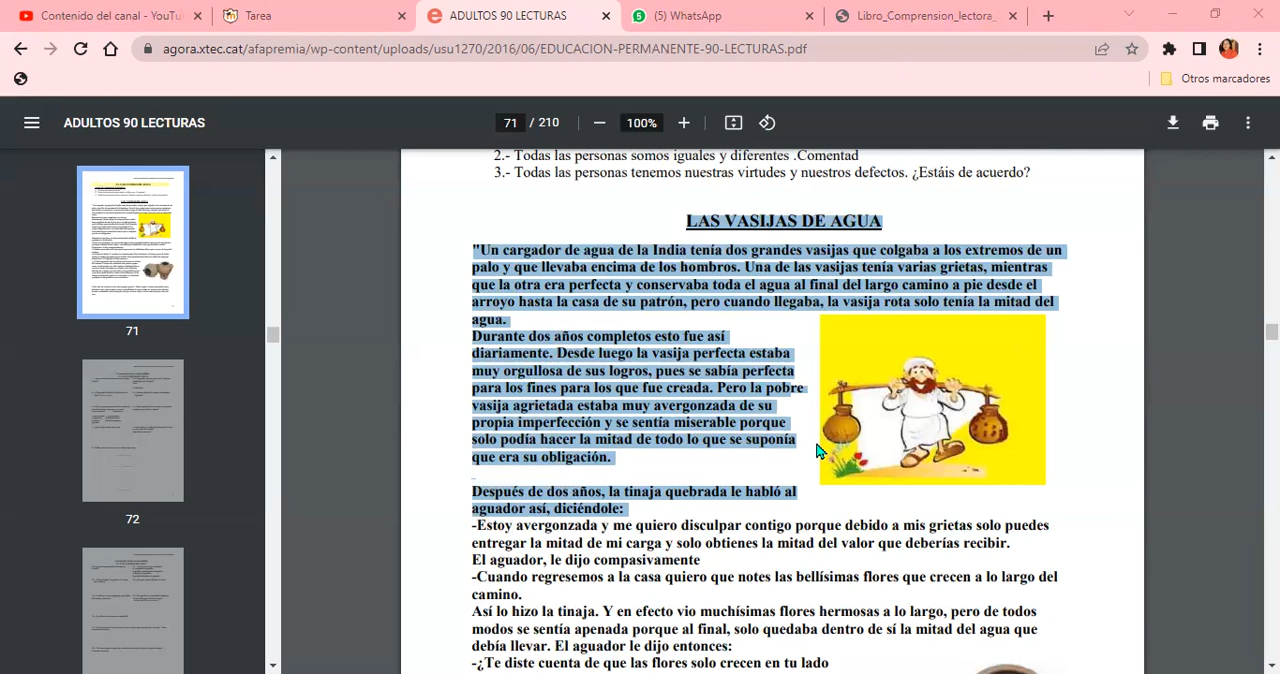 Contenido del canal - YouTu
Tarea
ADULTOS 90 LECTURAS
(5) WhatsApp
Libro_Comprension_lectora_
agora.xtec.cat/afapremia/wp-content/uploads/usu1270/2016/06/EDUCACION-PERMANENTE-90-LECTURAS.pdf
Otros marcadores
ADULTOS 90 LECTURAS
71 / 210
100%
71
72
2.- Todas las personas somos iguales y diferentes .Comentad
3.- Todas las personas tenemos nuestras virtudes y nuestros defectos. ¿Estáis de acuerdo?
LAS VASIJAS DE AGUA
"Un cargador de agua de la India tenía dos grandes vasijas que colgaba a los extremos de un
palo y que llevaba encima de los hombros. Una de las vasijas tenía varias grietas, mientras
que la otra era perfecta y conservaba toda el agua al final del largo camino a pie desde el
arroyo hasta la casa de su patrón, pero cuando llegaba, la vasija rota solo tenía la mitad del
agua.
Durante dos años completos esto fue así
diariamente. Desde luego la vasija perfecta estaba
muy orgullosa de sus logros, pues se sabía perfecta
para los fines para los que fue creada. Pero la pobre
vasija agrietada estaba muy avergonzada de su
propia imperfección y se sentía miserable porque
solo podía hacer la mitad de todo lo que se suponía
que era su obligación.
Después de dos años, la tinaja quebrada le habló al
aguador así, diciéndole:
-Estoy avergonzada y me quiero disculpar contigo porque debido a mis grietas solo puedes
entregar la mitad de mi carga y solo obtienes la mitad del valor que deberías recibir.
El aguador, le dijo compasivamente
-Cuando regresemos a la casa quiero que notes las bellísimas flores que crecen a lo largo del
camino.
Así lo hizo la tinaja. Y en efecto vio muchísimas flores hermosas a lo largo, pero de todos
modos se sentía apenada porque al final, solo quedaba dentro de sí la mitad del agua que
debía llevar. El aguador le dijo entonces:
-¿Te diste cuenta de que las flores solo crecen en tu lado